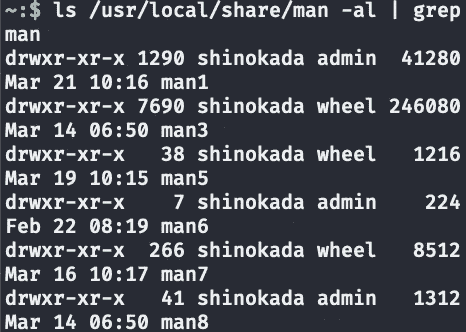 ~:$ ls /usr/local/share/man -al | grep
man
drwxr-xr-x 1290 shinokada admin  41280
Mar 21 10:16 man1
drwxr-xr-x 7690 shinokada wheel 246080
Mar 14 06:50 man3
drwxr-xr-x   38 shinokada wheel   1216
Mar 19 10:15 man5
drwxr-xr-x    7 shinokada admin    224
Feb 22 08:19 man6
drwxr-xr-x  266 shinokada wheel   8512
Mar 16 10:17 man7
drwxr-xr-x   41 shinokada admin   1312
Mar 14 06:50 man8